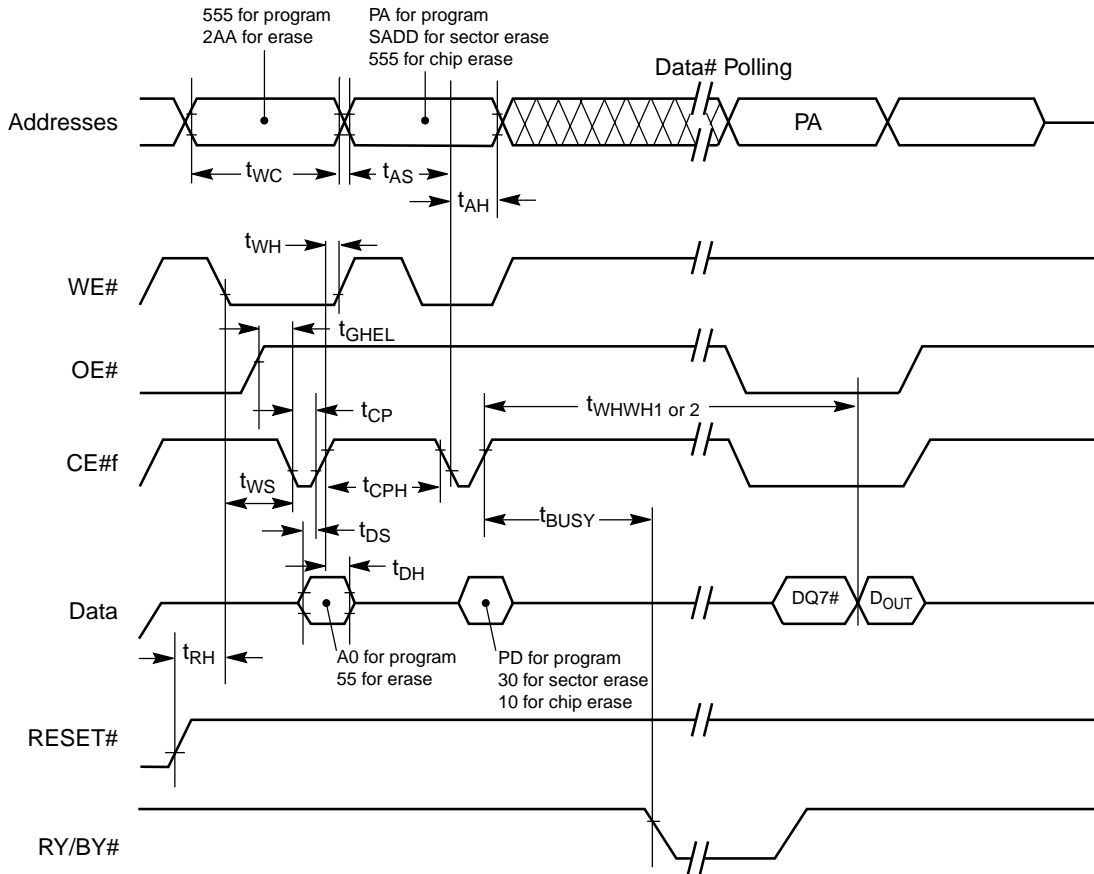 555 for program
2AA for erase
PA for program
SADD for sector erase
555 for chip erase
Data# Polling
Addresses
PA
tWC
tAS
tAH
tWH
WE#
tGHEL
OE#
tCP
tWHWH1 or 2
CE#f
tWS
tCPH
tBUSY
tDS
tDH
Data
DQ7#
DOUT
A0 for program
55 for erase
PD for program
30 for sector erase
10 for chip erase
tRH
RESET#
RY/BY#